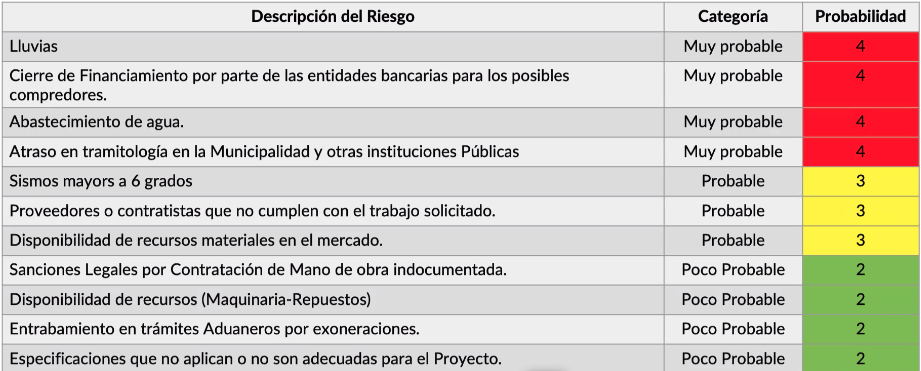 Descripción del Riesgo Categoría Probabilidad
Lluvias Muy probable 4
Cierre de Financiamiento por parte de las entidades bancarias para los posibles Muy probable 4
compredores.
Abastecimiento de agua. Muy probable 4
Atraso en tramitología en la Municipalidad y otras instituciones Públicas Muy probable 4
Sismos mayors a 6 grados Probable 3
Proveedores o contratistas que no cumplen con el trabajo solicitado. Probable 3
Disponibilidad de recursos materiales en el mercado. Probable 3
Sanciones Legales por Contratación de Mano de obra indocumentada. Poco Probable 2
Disponibilidad de recursos (Maquinaria-Repuestos) Poco Probable 2
Entrabamiento en trámites Aduaneros por exoneraciones. Poco Probable 2
Especificaciones que no aplican o no son adecuadas para el Proyecto. Poco Probable 2